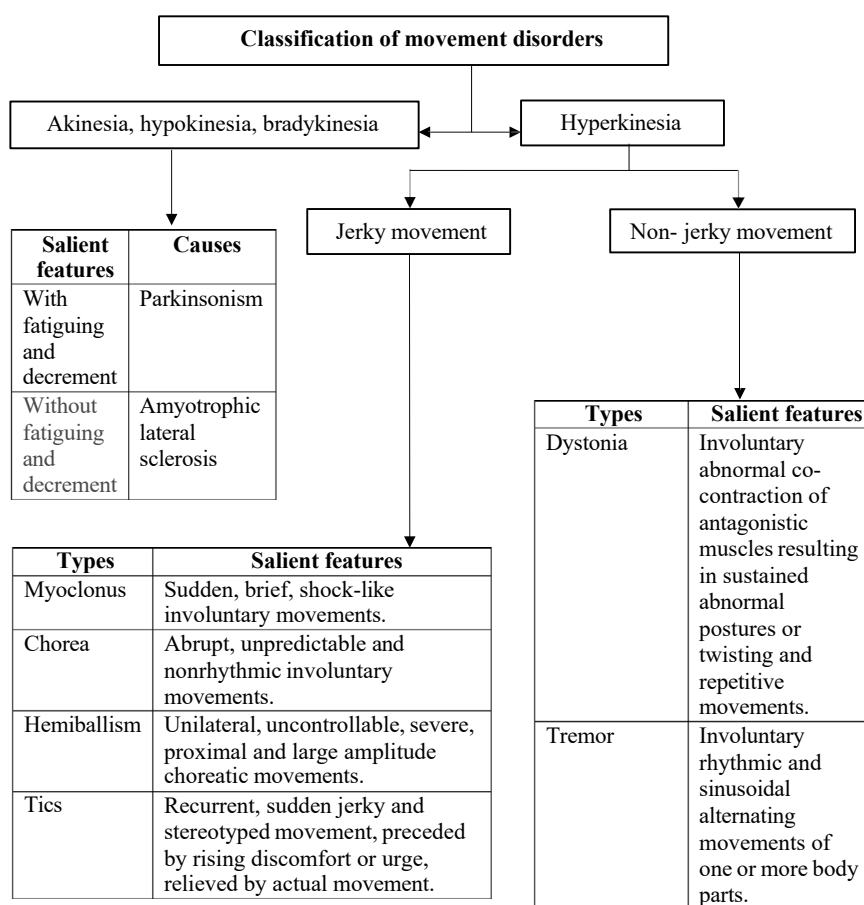 Classification of movement disorders
Akinesia, hypokinesia, bradykinesia
Hyperkinesia
Jerky movement
Non- jerky movement
Salient features
Causes
With fatiguing and decrement
Parkinsonism
Without fatiguing and decrement
Amyotrophic lateral sclerosis
Types
Salient features
Myoclonus
Sudden, brief, shock-like
involuntary movements.
Chorea
Abrupt, unpredictable and
nonrhythmic involuntary
movements.
Hemiballism
Unilateral, uncontrollable, severe,
proximal and large amplitude
choreatic movements.
Tics
Recurrent, sudden jerky and
stereotyped movement, preceded
by rising discomfort or urge,
relieved by actual movement.
Types
Salient features
Dystonia
Involuntary
abnormal co-
contraction of
antagonistic
muscles resulting
in sustained
abnormal
postures or
twisting and
repetitive
movements.
Tremor
Involuntary
rhythmic and
sinusoidal
alternating
movements of
one or more body
parts.